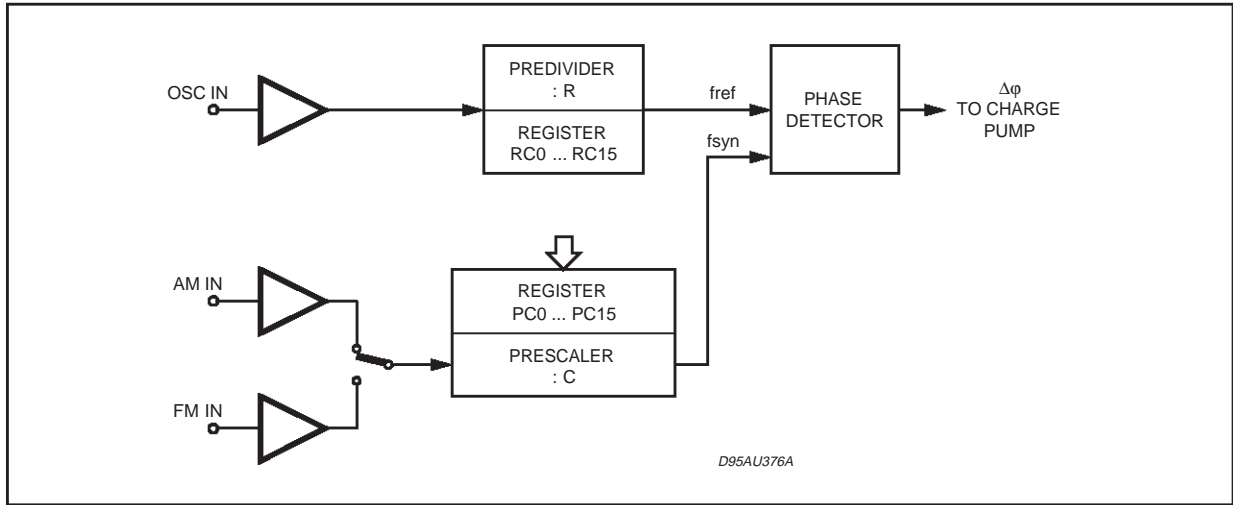 OSC IN
PREDIVIDER
: R
REGISTER
RC0 ... RC15
fref
fsyn
PHASE
DETECTOR
Δφ
TO CHARGE
PUMP
AM IN
FM IN
REGISTER
PC0 ... PC15
PRESCALER
: C
D95AU376A